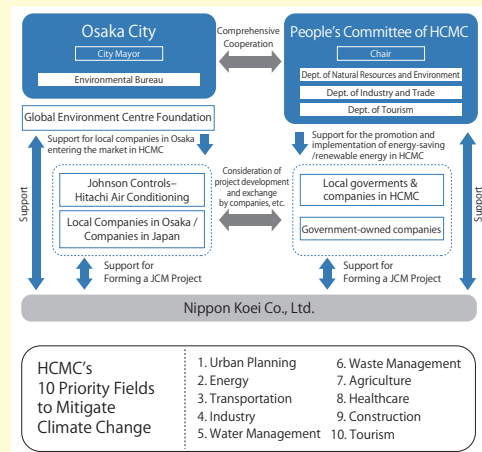 Osaka City
City Mayor
Environmental Bureau
Comprehensive
Cooperation
People's Committee of HCMC
Chair
Dept. of Natural Resources and Environment
Dept. of Industry and Trade
Dept. of Tourism
Global Environment Centre Foundation
Support for local companies in Osaka
entering the market in HCMC
Support for the promotion and
implementation of energy-saving
/renewable energy in HCMC
Support
Johnson Controls–
Hitachi Air Conditioning
Local Companies in Osaka /
Companies in Japan
Consideration of
project development
and exchange
by companies, etc.
Local goverments &
companies in HCMC
Government-owned companies
Support
Support for
Forming a JCM Project
Support for
Forming a JCM Project
Nippon Koei Co., Ltd.
HCMC's
10 Priority Fields
to Mitigate
Climate Change
1. Urban Planning
2. Energy
3. Transportation
4. Industry
5. Water Management
6. Waste Management
7. Agriculture
8. Healthcare
9. Construction
10. Tourism